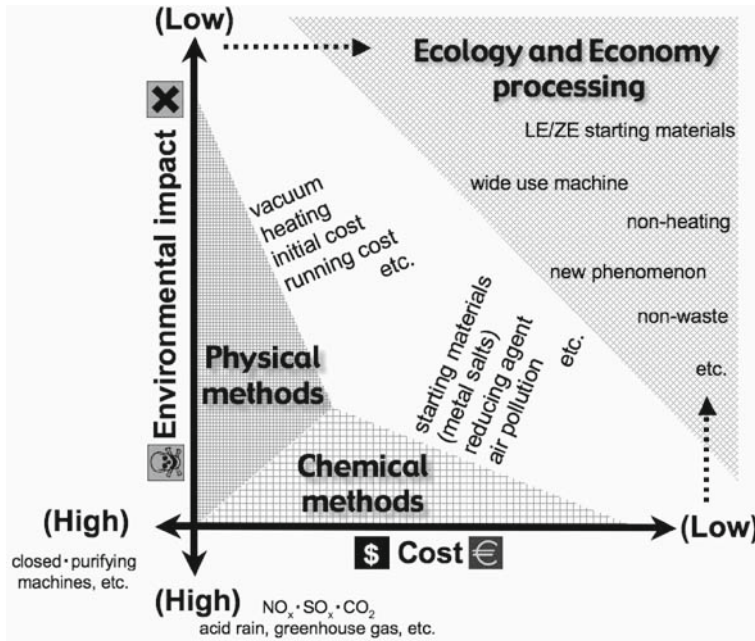 (Low)
Ecology and Economy
processing
LE/ZE starting materials
wide use machine
non-heating
new phenomenon
non-waste
etc.
Environmental impact
vacuum
heating
initial cost
running cost
etc.
starting materials
(metal salts)
reducing agent
air pollution
etc.
Physical
methods
Chemical
methods
(High)
closed・purifying
machines, etc.
$ Cost €
(Low)
(High)
NOx・SOx・CO2
acid rain, greenhouse gas, etc.